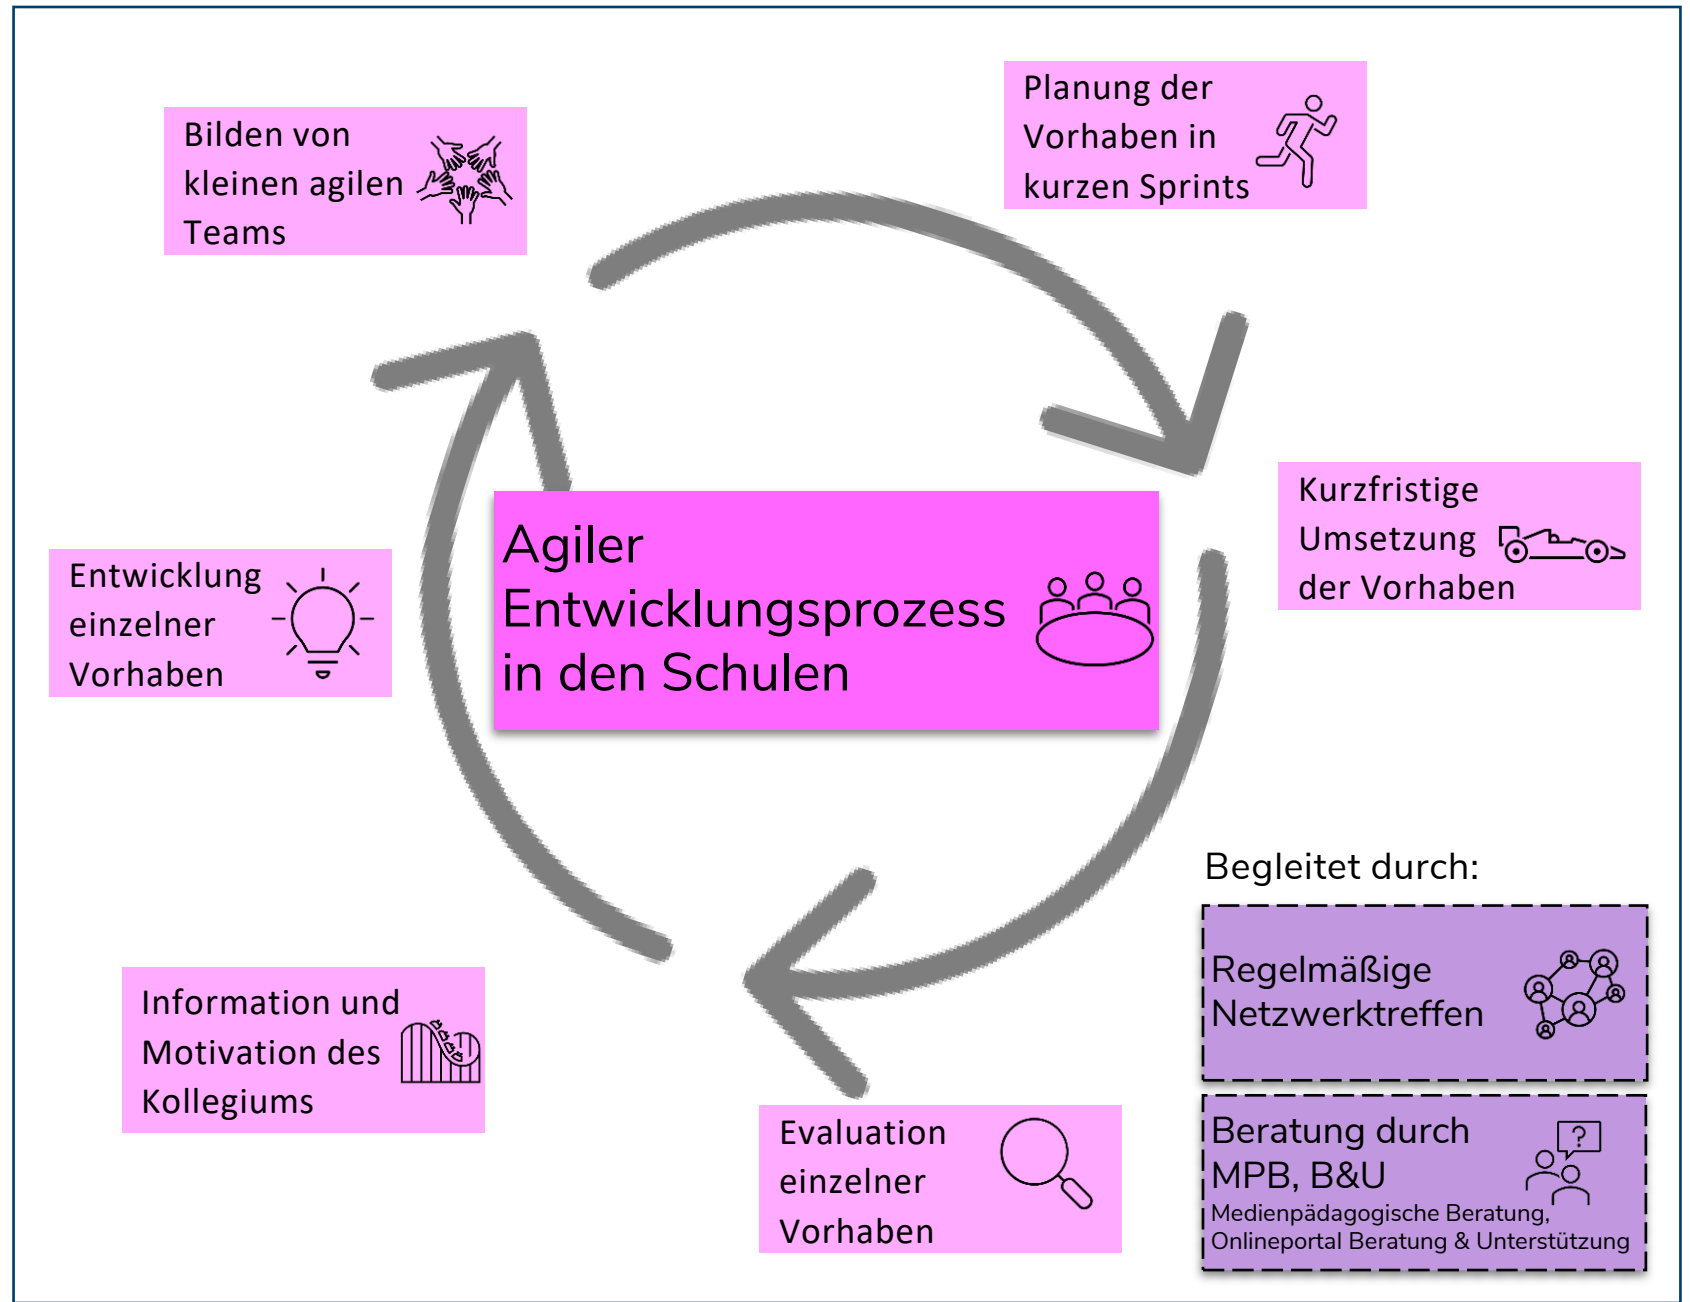 Bilden von
kleinen agilen
Teams
Planung der
Vorhaben in
kurzen Sprints
Kurzfristige
Umsetzung
der Vorhaben
Agiler
Entwicklungsprozess
in den Schulen
Entwicklung
einzelner
Vorhaben
Information und
Motivation des
Kollegiums
Evaluation
einzelner
Vorhaben
Begleitet durch:
Regelmäßige
Netzwerktreffen
Beratung durch
MPB, B&U
Medienpädagogische Beratung,
Onlineportal Beratung & Unterstützung
?